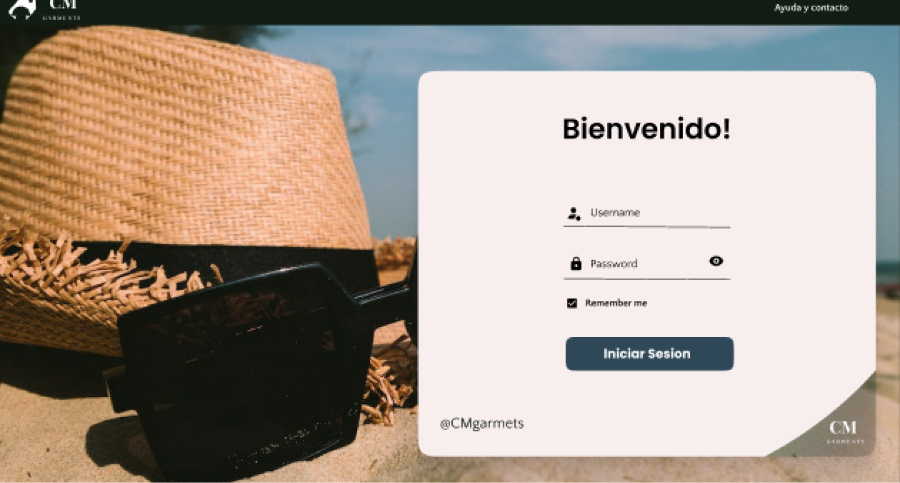 CM
GARMENTS
Ayuda y contacto
Bienvenido!
Username
Password
Remember me
Iniciar Sesion
@CMgarmets
CM
GARMENTS